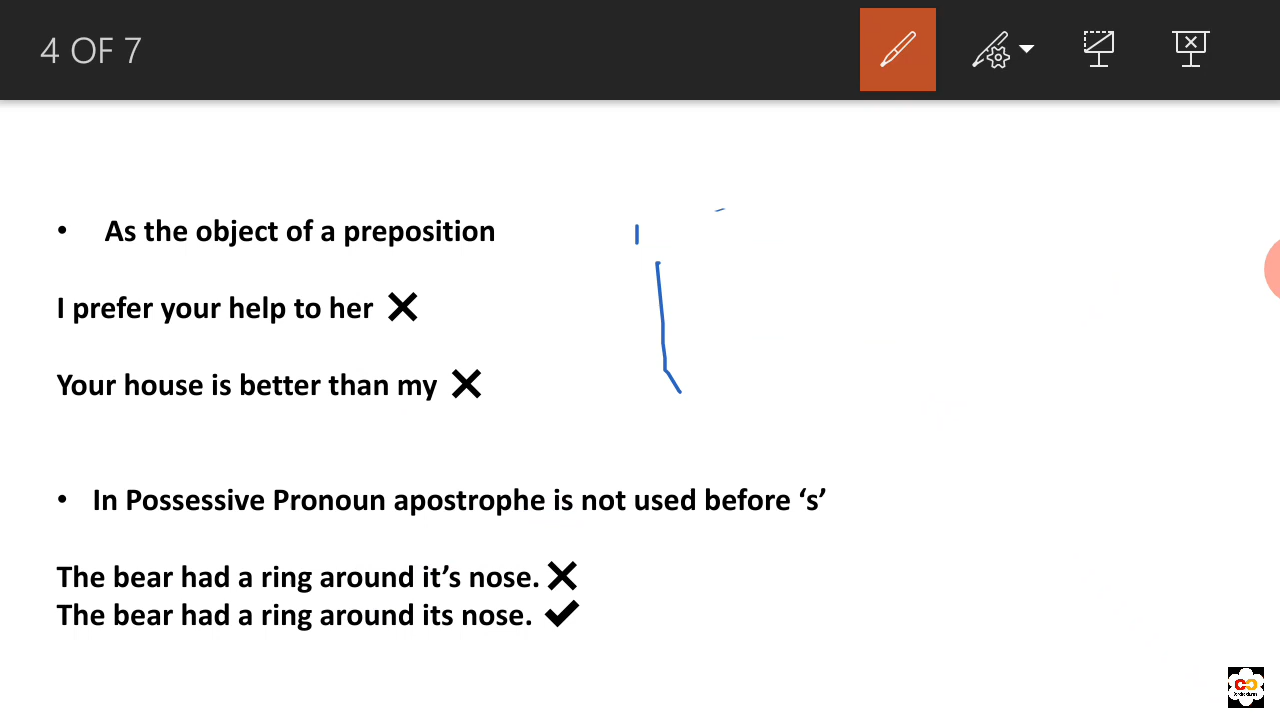 4 OF 7
• As the object of a preposition
I prefer your help to her ✕
Your house is better than my ✕
• In Possessive Pronoun apostrophe is not used before ‘s’
The bear had a ring around it’s nose. ✕
The bear had a ring around its nose. ✔